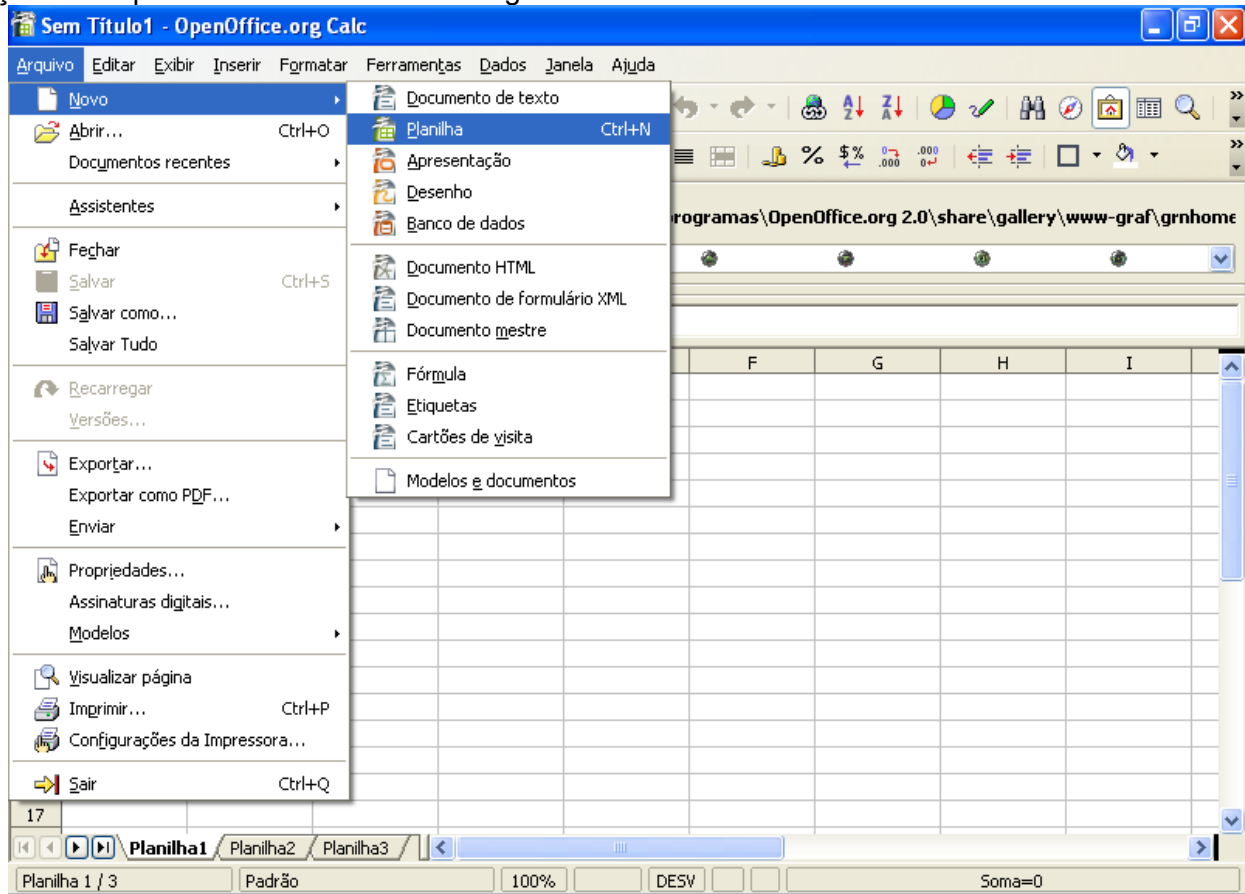 Sem Título1 - OpenOffice.org Calc
Arquivo Editar Exibir Inserir Formatar Ferramentas Dados Janela Ajuda
Novo
Abrir... Ctrl+O
Documentos recentes
Assistentes
Fechar
Salvar Ctrl+S
Salvar como...
Salvar Tudo
Recarregar
Versões...
Exportar...
Exportar como PDF...
Enviar
Propriedades...
Assinaturas digitais...
Modelos
Visualizar página
Imprimir... Ctrl+P
Configurações da Impressora...
Sair Ctrl+Q
Documento de texto
Planilha Ctrl+N
Apresentação
Desenho
Banco de dados
Documento HTML
Documento de formulário XML
Documento mestre
Fórmula
Etiquetas
Cartões de visita
Modelos e documentos
rogramas\OpenOffice.org 2.0\share\gallery\www-graf\grnhome
F G H I
17
Planilha1 Planilha2 Planilha3
Planilha 1 / 3 Padrão 100% DESV Soma=0